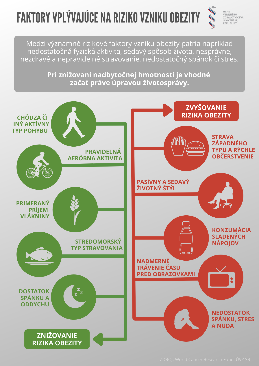 FAKTORY VPLÝVAJÚCE NA RIZIKO VZNIKU OBEZITY
Medzi významné rizikové faktory vzniku obezity patria napríklad
nedostatočná fyzická aktivita, sedavý spôsob života, nesprávne,
nezdravé a nepravidelné stravovanie, nedostatočný spánok či stres.
Pri znižovaní nadbytočnej hmotnosti je vhodné
začať práve úpravou životosprávy.
ZVYŠOVANIE
RIZIKA OBEZITY
CHÔDZA ČI
INÝ AKTÍVNY
TYP POHYBU
STRAVA
ZÁPADNÉHO
TYPU A RÝCHLE
OBČERSTVENIE
PRAVIDELNÁ
AERÓBNA AKTIVITA
PASÍVNY A SEDAVÝ
ŽIVOTNÝ ŠTÝL
PRIMERANÝ
PRÍJEM
VLÁKNINY
KONZUMÁCIA
SLADENÝCH
NÁPOJOV
STREDOMORSKÝ
TYP STRAVOVANIA
NADMERNÉ
TRÁVENIE ČASU
PRED OBRAZOVKAMI
DOSTATOK
SPÁNKU A
ODDYCHU
NEDOSTATOK
SPÁNKU, STRES
A NUDA
ZNIŽOVANIE
RIZIKA OBEZITY